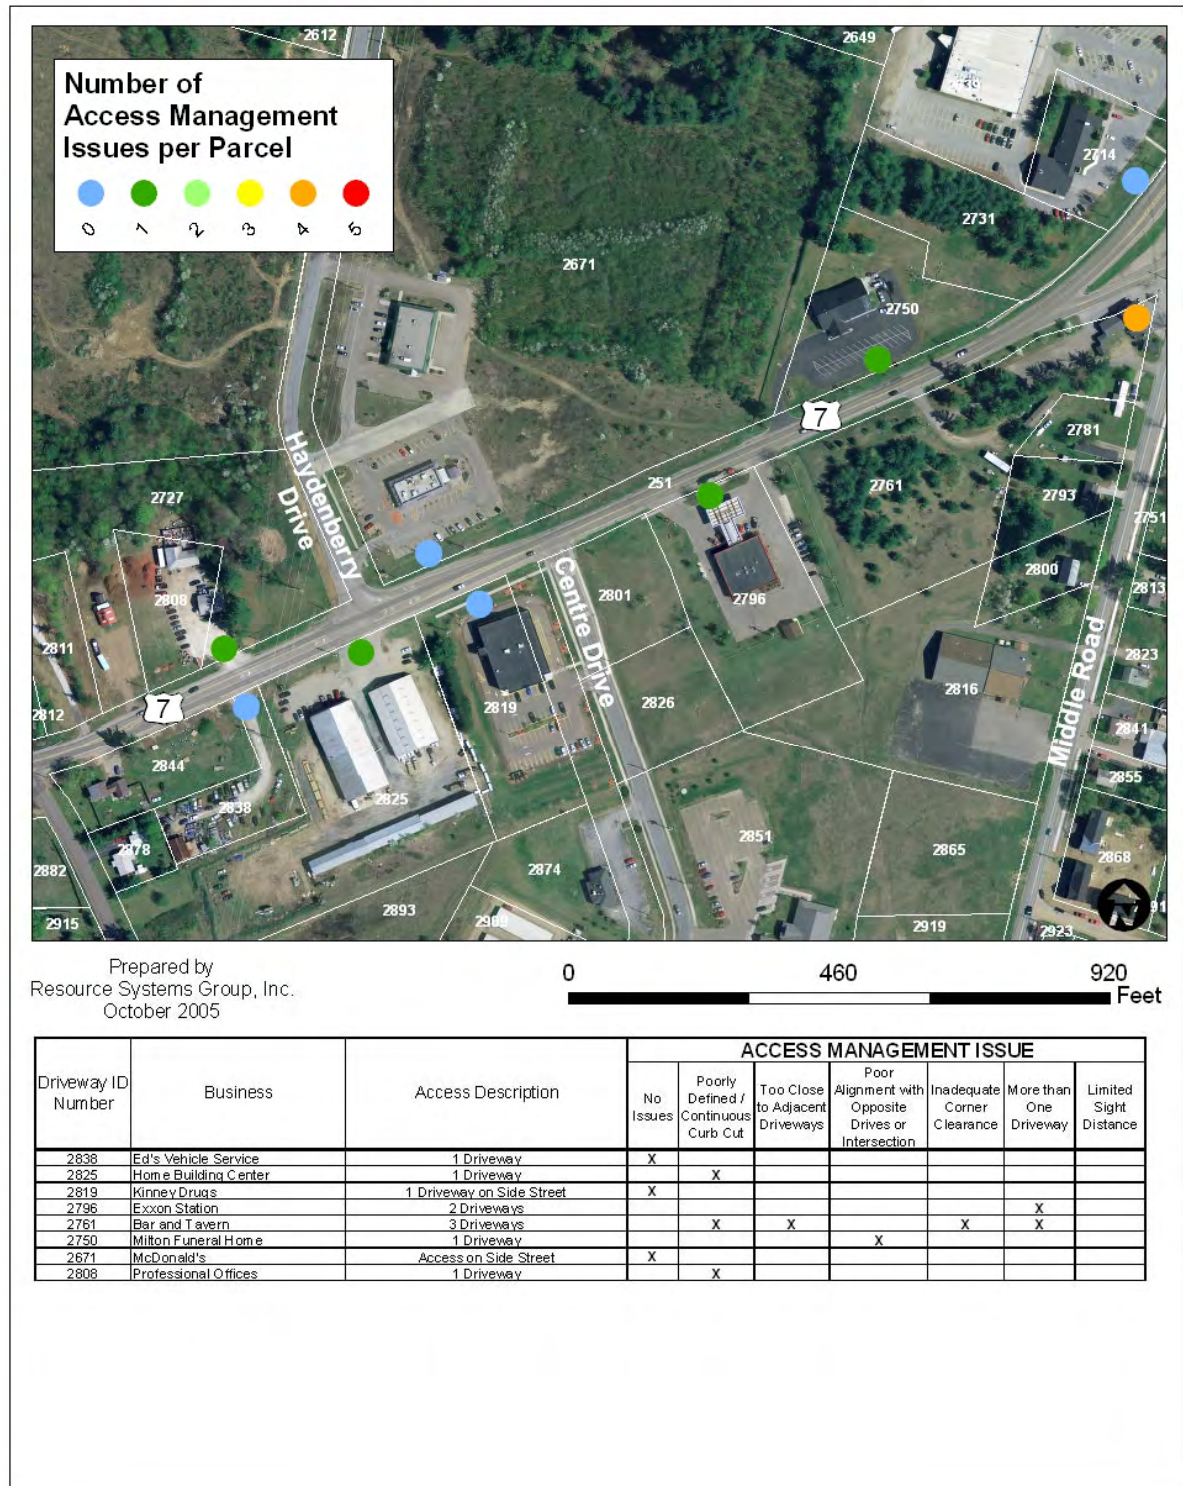 Number of
Access Management
Issues per Parcel
0 1 2 3 4 5
2612
2649
2714
2731
2671
2750
7
2781
2761
251
2793
2751
2727
Haydenberry
Drive
2800
2813
2808
2801
2796
Centre Drive
2811
2823
2816
Middle Road
2812
7
2819
2826
2841
2844
2855
2838
2825
2851
2878
2865
2868
2882
2874
2893
2915
2909
2919
2923
N
Prepared by
Resource Systems Group, Inc.
October 2005
0 460 920
Feet
ACCESS MANAGEMENT ISSUE
Driveway ID Number Business Access Description No Issues Poorly Defined / Continuous Curb Cut Too Close to Adjacent Driveways Poor Alignment with Opposite Drives or Intersection Inadequate Corner Clearance More than One Driveway Limited Sight Distance
2838 Ed's Vehicle Service 1 Driveway X
2825 Home Building Center 1 Driveway X
2819 Kinney Drugs 1 Driveway on Side Street X
2796 Exxon Station 2 Driveways X
2761 Bar and Tavern 3 Driveways X X X X
2750 Milton Funeral Home 1 Driveway X
2671 McDonald's Access on Side Street X
2808 Professional Offices 1 Driveway X